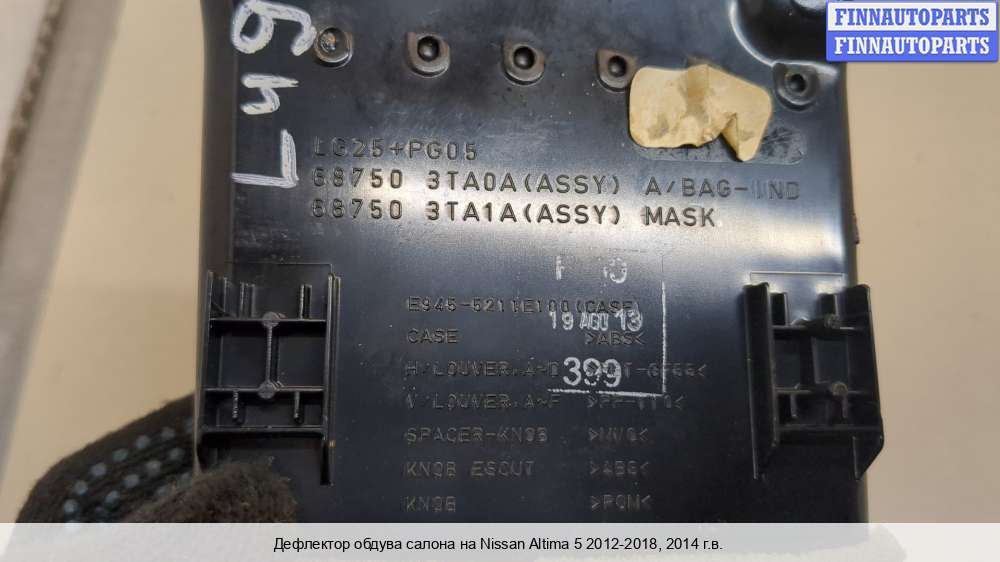 FINNAUTOPARTS
FINNAUTOPARTS
LG25+PG05
68750 3TA0A(ASSY) A/BAG-IND
68750 3TA1A(ASSY) MASK
E945-5211E100(CASE)
19 AGO 13
CASE >ABS<
399
H/LOUVER,A-D
V/LOUVER,A-F
SPACER-KNOB
KNOB ESCUT >ABS<
KNOB >POM<
Дефлектор обдува салона на Nissan Altima 5 2012-2018, 2014 г.в.